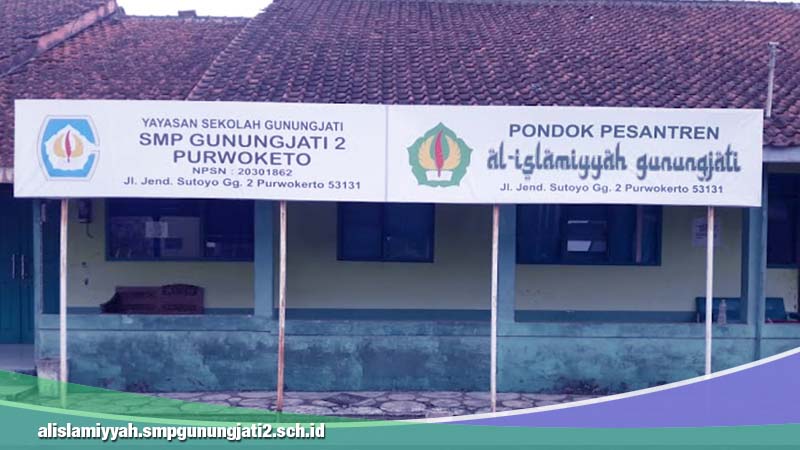 YAYASAN SEKOLAH GUNUNGJATI
SMP GUNUNGJATI 2
PURWOKETO
NPSN : 20301862
Jl. Jend. Sutoyo Gg. 2 Purwokerto 53131
PONDOK PESANTREN
al-islamiyyah gunungjati
Jl. Jend. Sutoyo Gg. 2 Purwokerto 53131
alislamiyyah.smpgunungjati2.sch.id